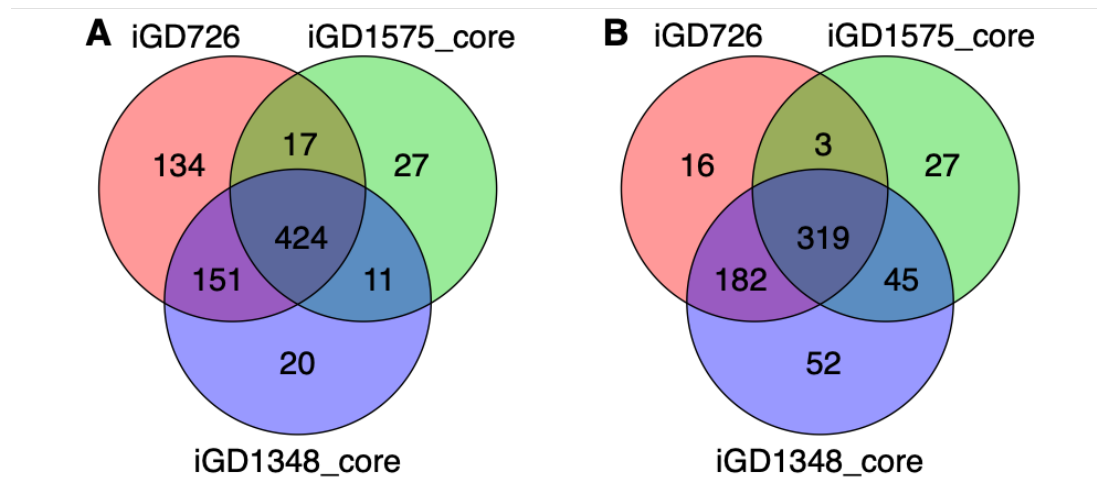 A iGD726 iGD1575_core
134 17 27
424
151 11
20
iGD1348_core
B iGD726 iGD1575_core
16 3 27
319
182 45
52
iGD1348_core